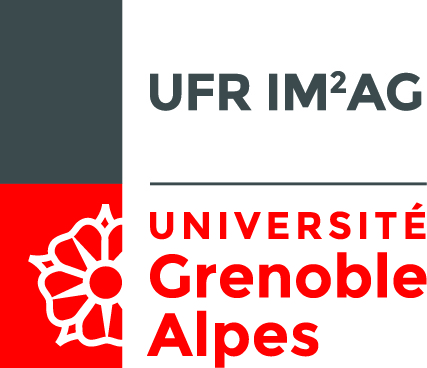 UFR IM²AG
UNIVERSITÉ
Grenoble
Alpes